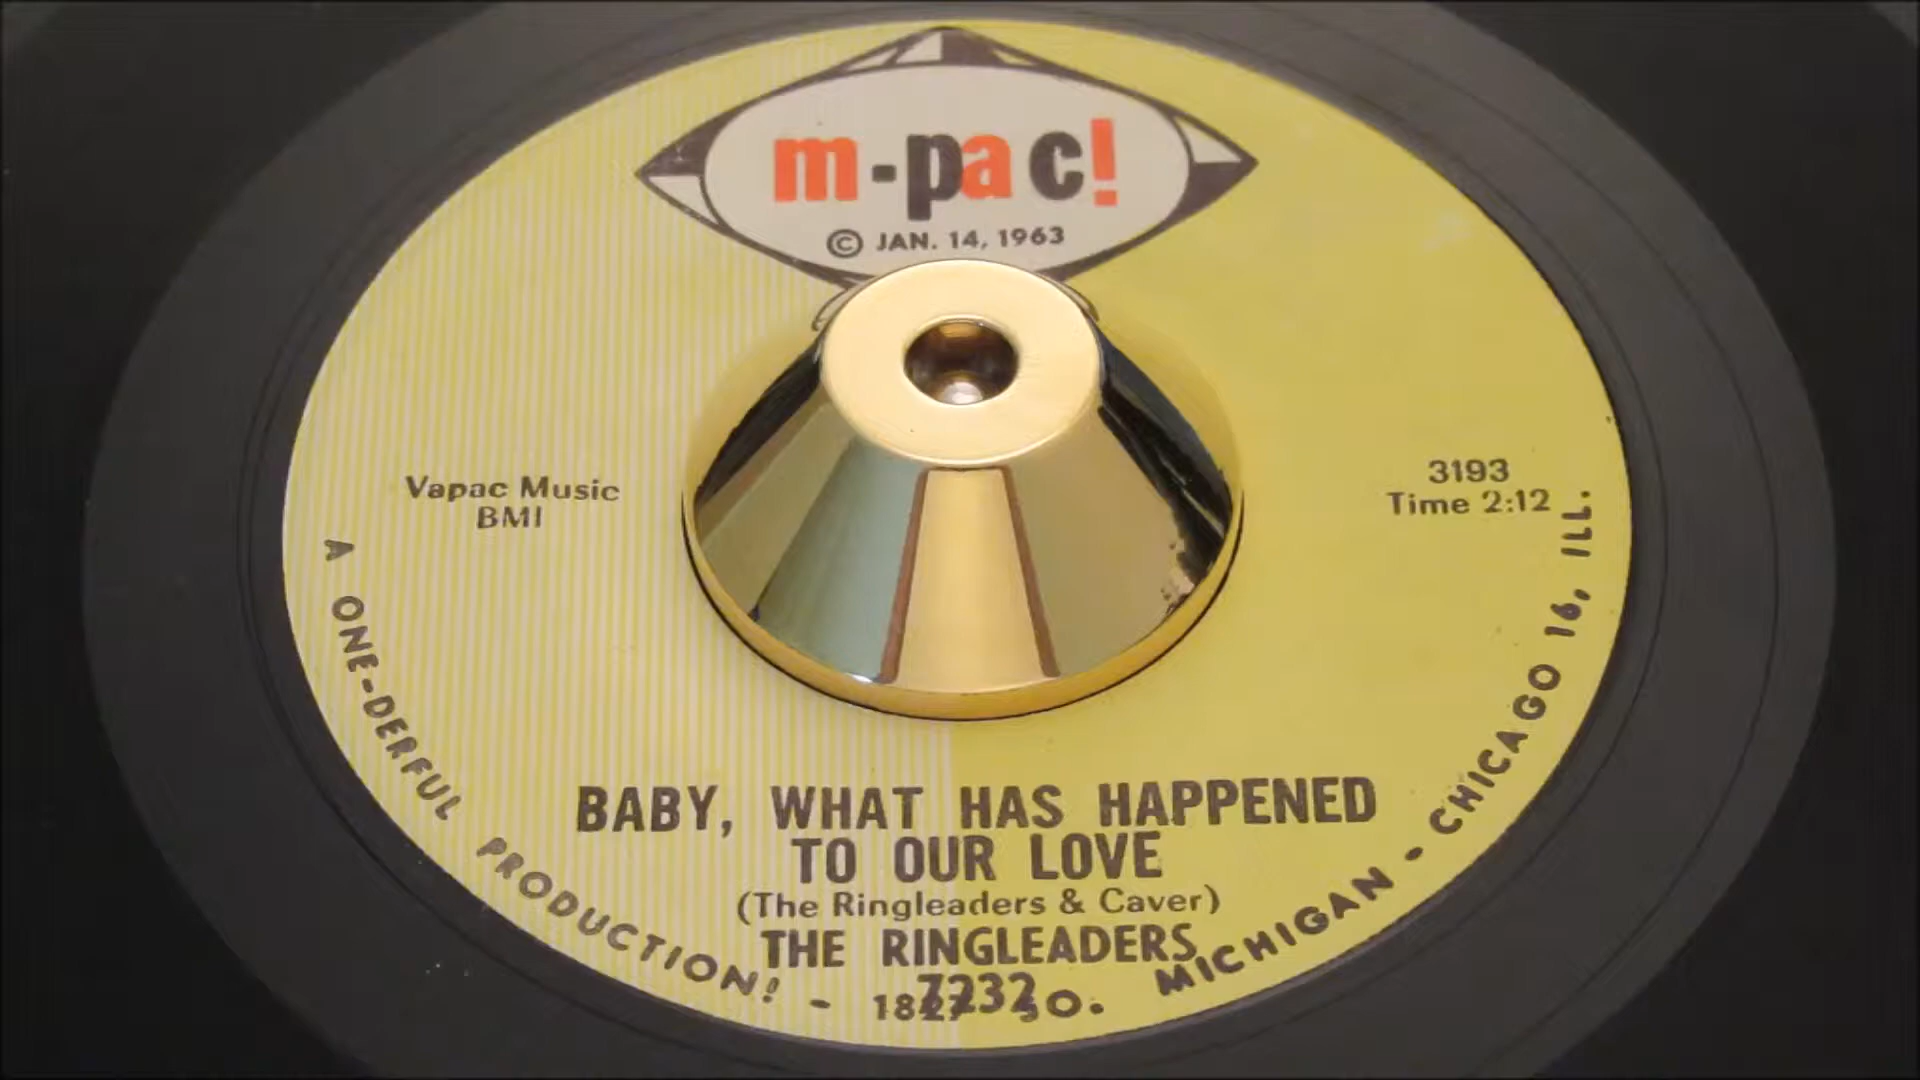 m-pac!
© JAN. 14, 1963
Vapac Music
BMI
3193
Time 2:12
BABY, WHAT HAS HAPPENED
TO OUR LOVE
(The Ringleaders & Caver)
THE RINGLEADERS
7232
A ONE-DERFUL PRODUCTION! - 1827 SO. MICHIGAN - CHICAGO 16, ILL.